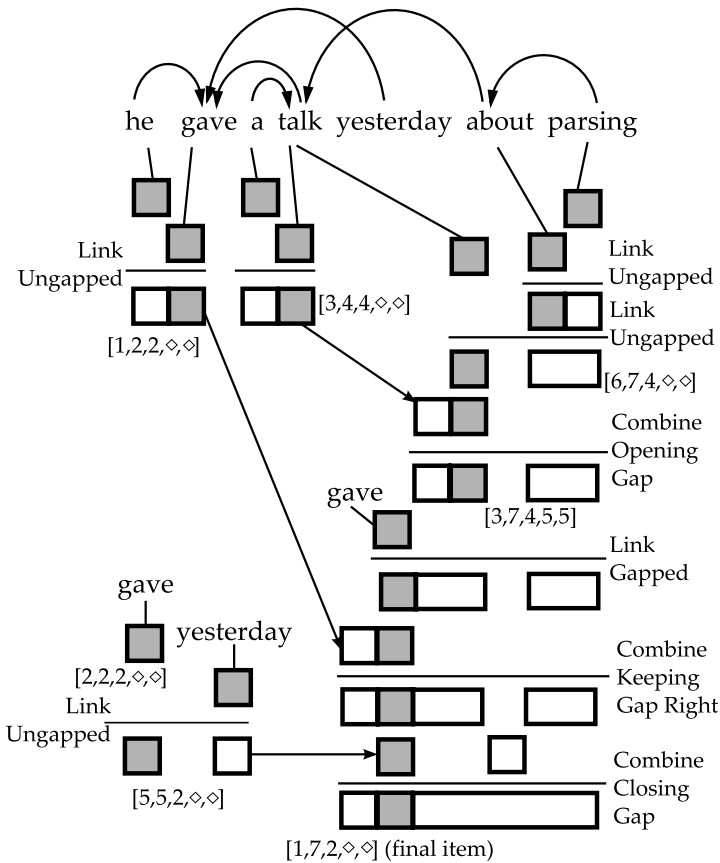 he gave a talk yesterday about parsing
Link
Ungapped
[1,2,2,⋄,⋄]
[3,4,4,⋄,⋄]
Link
Ungapped
Link
Ungapped
[6,7,4,⋄,⋄]
Combine
Opening
Gap
[3,7,4,5,5]
gave
Link
Gapped
gave
yesterday
[2,2,2,⋄,⋄]
Link
Ungapped
[5,5,2,⋄,⋄]
Combine
Keeping
Gap Right
Combine
Closing
Gap
[1,7,2,⋄,⋄] (final item)